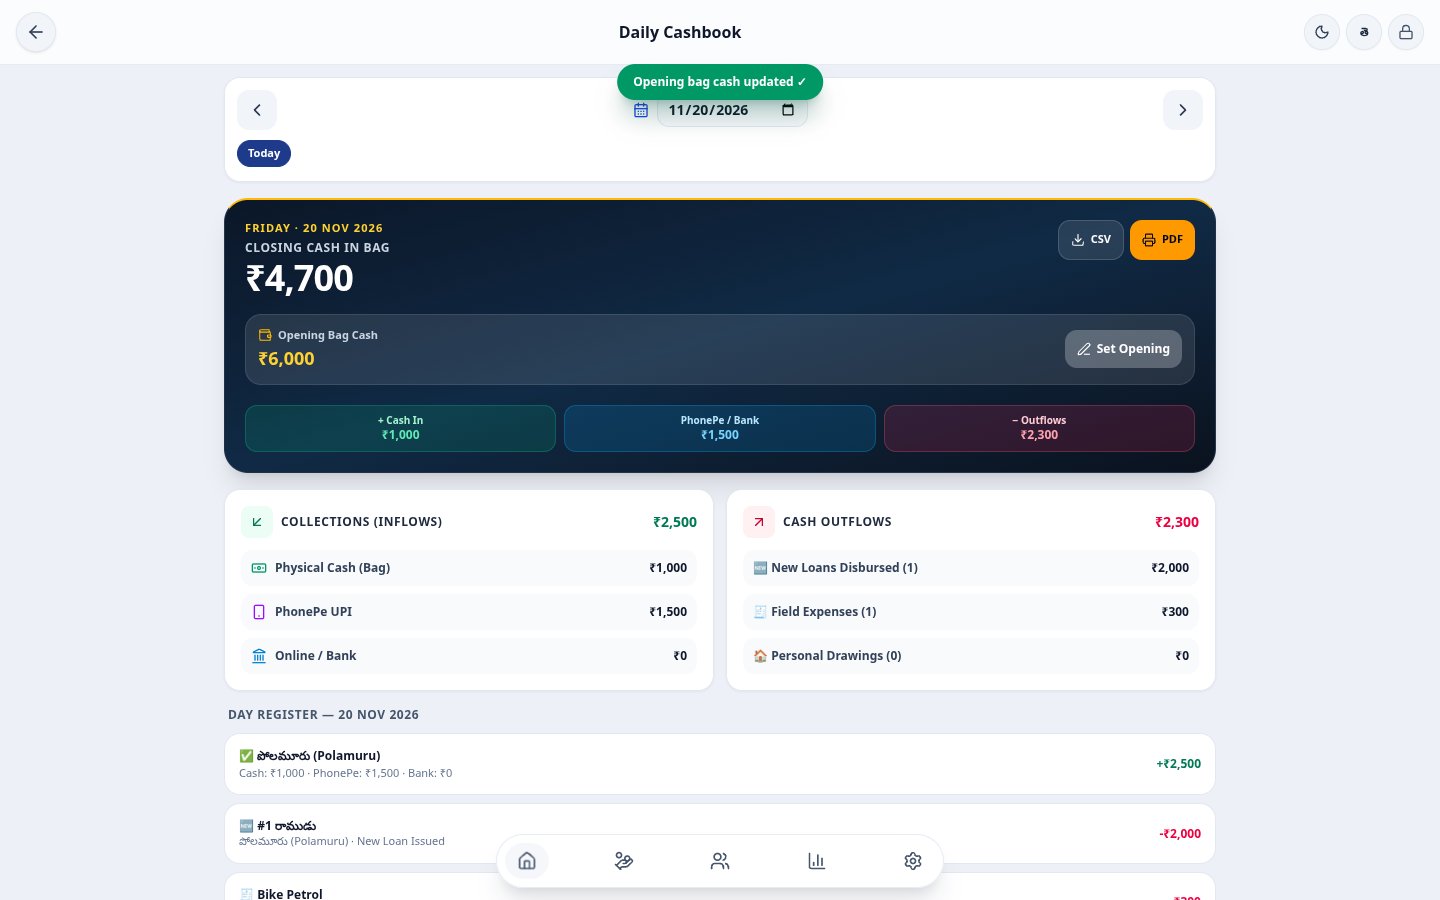 Daily Cashbook
తె
Opening bag cash updated ✓
11/20/2026
Today
FRIDAY · 20 NOV 2026
CLOSING CASH IN BAG
₹4,700
CSV
PDF
Opening Bag Cash
₹6,000
Set Opening
+ Cash In
₹1,000
PhonePe / Bank
₹1,500
− Outflows
₹2,300
COLLECTIONS (INFLOWS)
₹2,500
Physical Cash (Bag)
₹1,000
PhonePe UPI
₹1,500
Online / Bank
₹0
CASH OUTFLOWS
₹2,300
🆕 New Loans Disbursed (1)
₹2,000
🧾 Field Expenses (1)
₹300
🏠 Personal Drawings (0)
₹0
DAY REGISTER — 20 NOV 2026
✅ పోలమూరు (Polamuru)
Cash: ₹1,000 · PhonePe: ₹1,500 · Bank: ₹0
+₹2,500
🆕 #1 రాముడు
పోలమూరు (Polamuru) · New Loan Issued
-₹2,000
🧾 Bike Petrol
-₹300